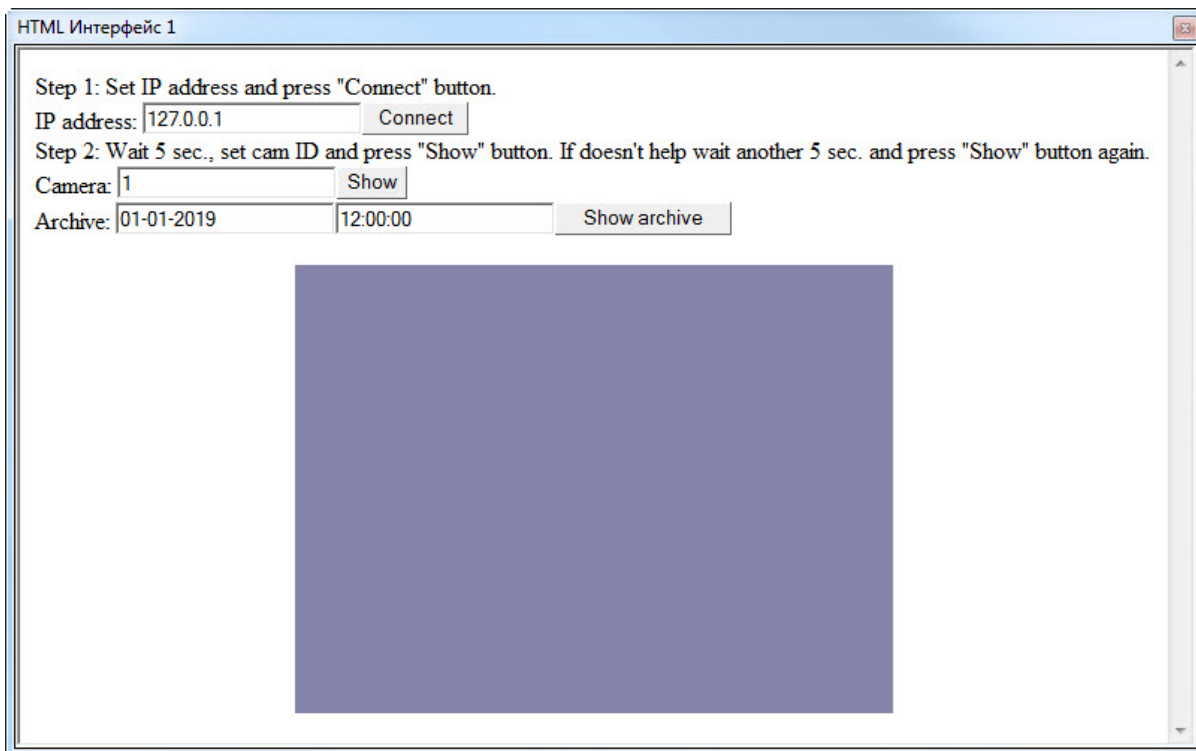 HTML Интерфейс 1
Step 1: Set IP address and press "Connect" button.
IP address: 127.0.0.1 Connect
Step 2: Wait 5 sec., set cam ID and press "Show" button. If doesn't help wait another 5 sec. and press "Show" button again.
Camera: 1 Show
Archive: 01-01-2019 12:00:00 Show archive